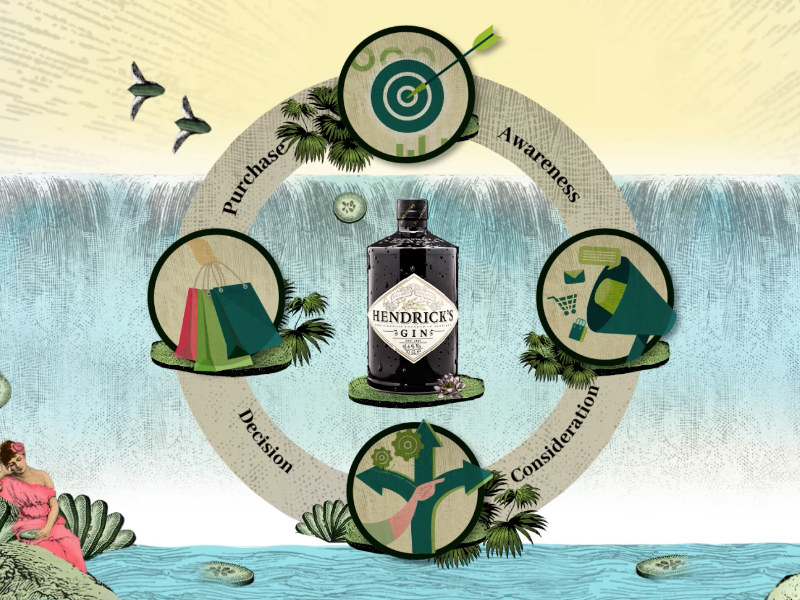 Awareness
Consideration
Decision
Purchase
HENDRICK'S
GIN